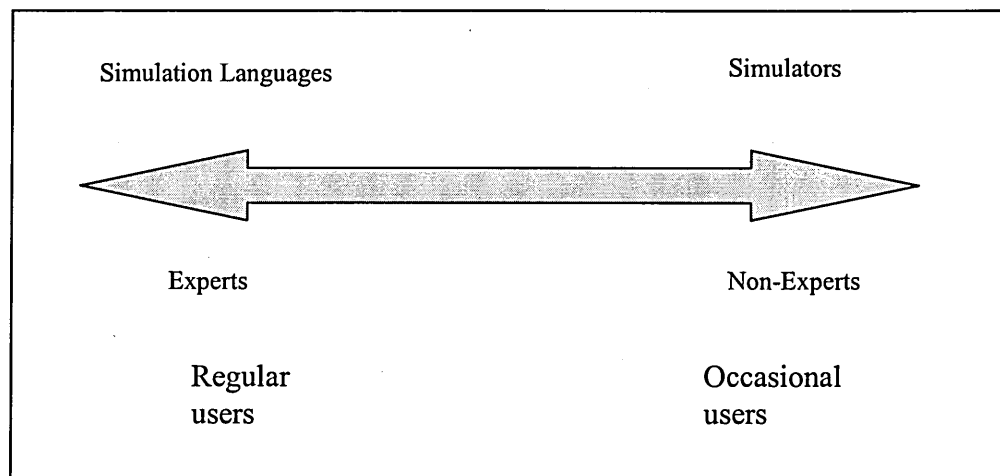 Simulation Languages
Simulators
Experts
Non-Experts
Regular
users
Occasional
users